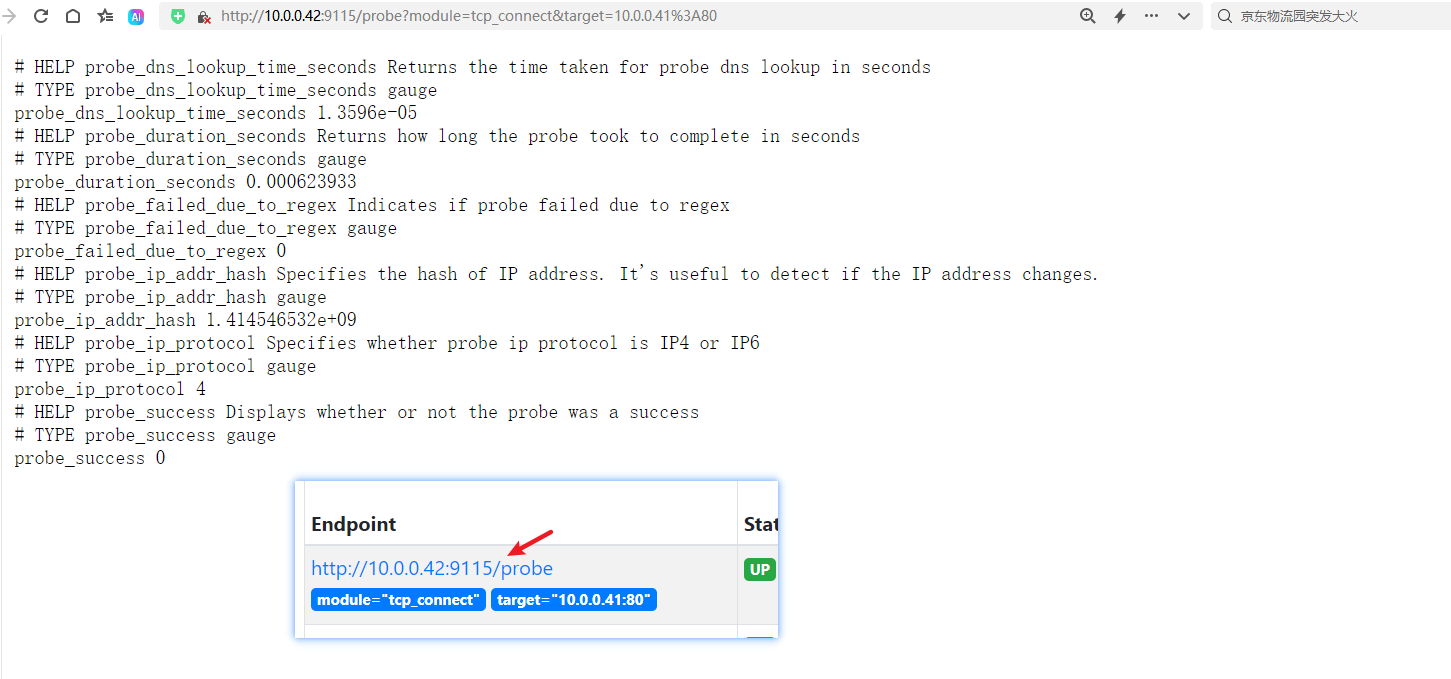 AI http://10.0.0.42:9115/probe?module=tcp_connect&target=10.0.0.41%3A80 京东物流园突发大火
# HELP probe_dns_lookup_time_seconds Returns the time taken for probe dns lookup in seconds
# TYPE probe_dns_lookup_time_seconds gauge
probe_dns_lookup_time_seconds 1.3596e-05
# HELP probe_duration_seconds Returns how long the probe took to complete in seconds
# TYPE probe_duration_seconds gauge
probe_duration_seconds 0.000623933
# HELP probe_failed_due_to_regex Indicates if probe failed due to regex
# TYPE probe_failed_due_to_regex gauge
probe_failed_due_to_regex 0
# HELP probe_ip_addr_hash Specifies the hash of IP address. It's useful to detect if the IP address changes.
# TYPE probe_ip_addr_hash gauge
probe_ip_addr_hash 1.414546532e+09
# HELP probe_ip_protocol Specifies whether probe ip protocol is IP4 or IP6
# TYPE probe_ip_protocol gauge
probe_ip_protocol 4
# HELP probe_success Displays whether or not the probe was a success
# TYPE probe_success gauge
probe_success 0
Endpoint Stat
http://10.0.0.42:9115/probe UP
module="tcp_connect" target="10.0.0.41:80"